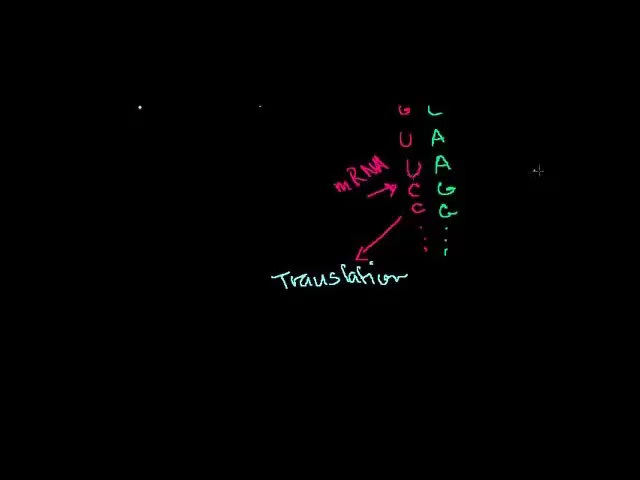 G C
U A
mRNA U A
C G
C G
Translation